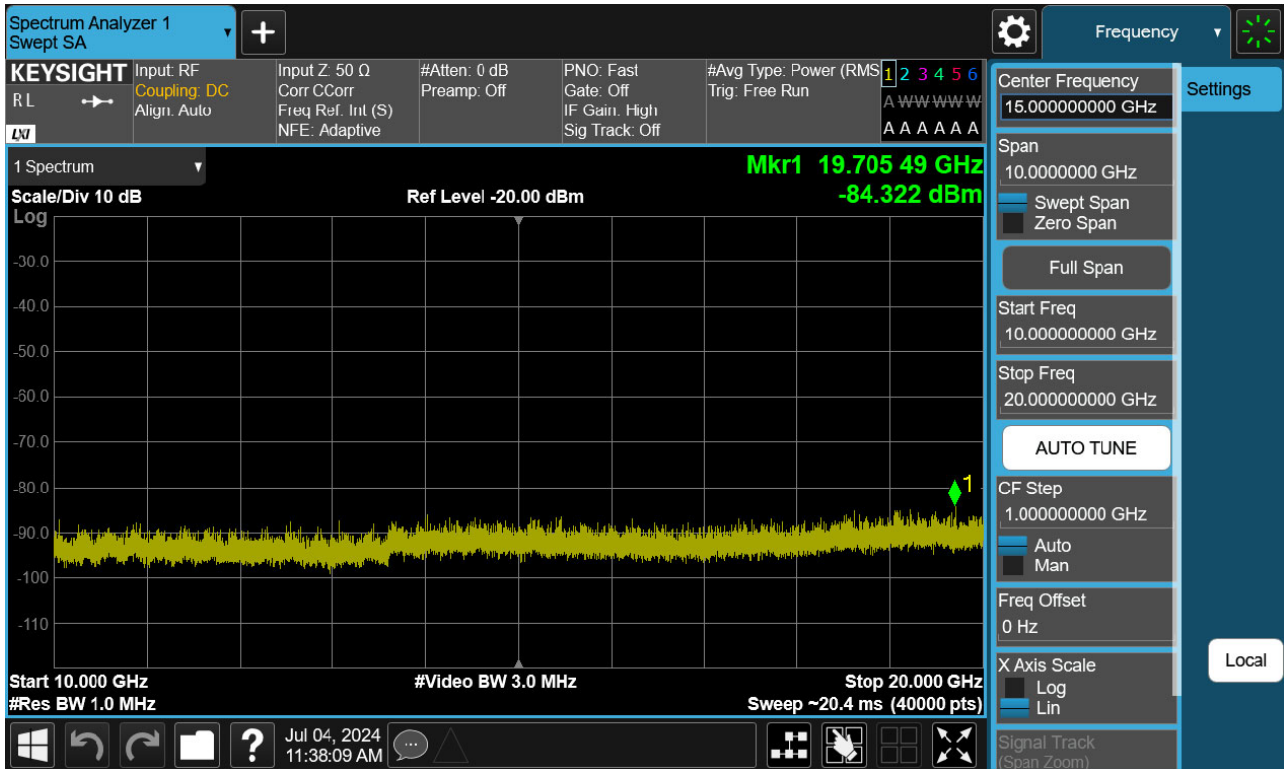 Spectrum Analyzer 1
Swept SA
+
Frequency
KEYSIGHT
RL
LXI
Input: RF
Coupling: DC
Align: Auto
Input Z: 50 Ω
Corr CCorr
Freq Ref: Int (S)
NFE: Adaptive
#Atten: 0 dB
Preamp: Off
PNO: Fast
Gate: Off
IF Gain: High
Sig Track: Off
#Avg Type: Power (RMS
Trig: Free Run
1 2 3 4 5 6
A W W W W W
A A A A A A
1 Spectrum
Scale/Div 10 dB
Log
Ref Level -20.00 dBm
Mkr1 19.705 49 GHz
-84.322 dBm
-30.0
-40.0
-50.0
-60.0
-70.0
-80.0
1
-90.0
-100
-110
Start 10.000 GHz
#Video BW 3.0 MHz
Stop 20.000 GHz
#Res BW 1.0 MHz
Sweep ~20.4 ms (40000 pts)
Center Frequency
15.000000000 GHz
Span
10.0000000 GHz
Swept Span
Zero Span
Full Span
Start Freq
10.000000000 GHz
Stop Freq
20.000000000 GHz
AUTO TUNE
CF Step
1.000000000 GHz
Auto
Man
Freq Offset
0 Hz
X Axis Scale
Log
Lin
Signal Track
(Span Zoom)
Settings
Local
?
Jul 04, 2024
11:38:09 AM